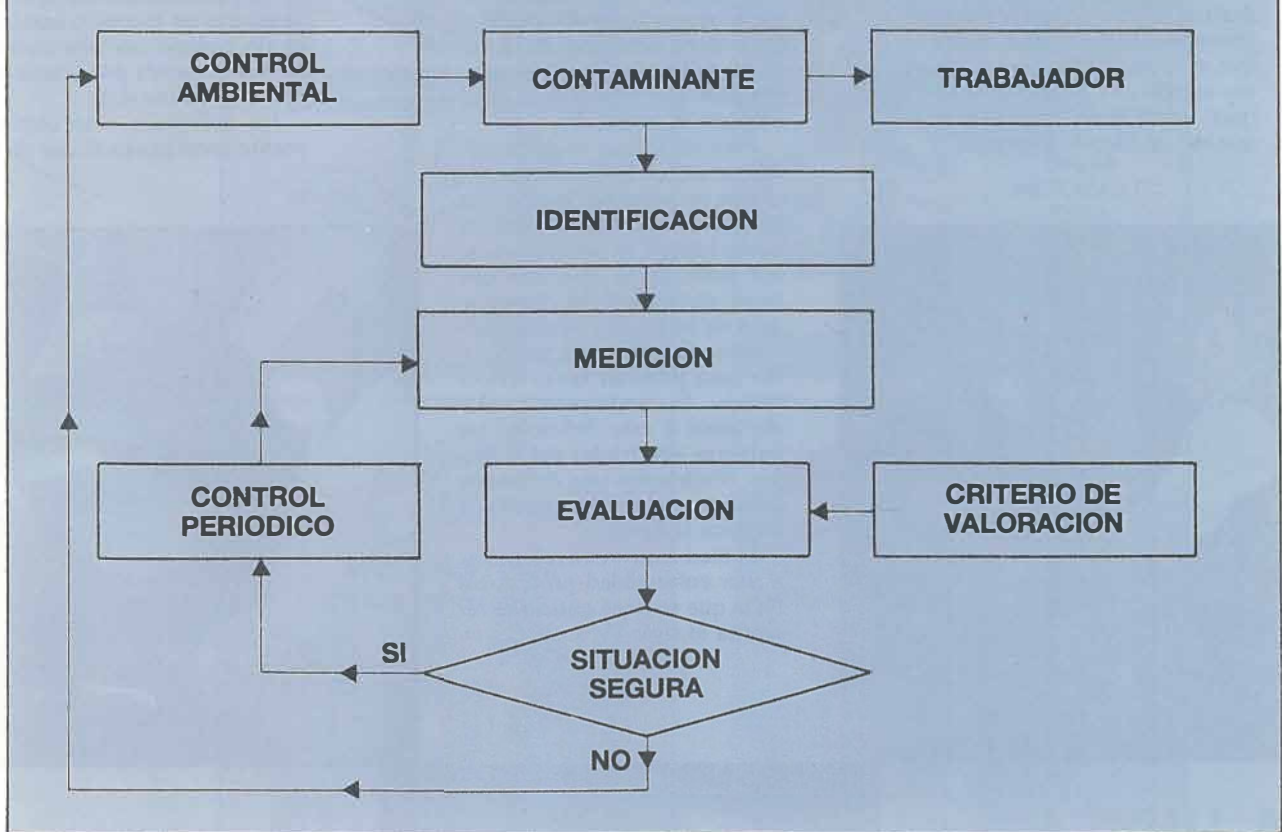 CONTROL
AMBIENTAL
CONTAMINANTE
TRABAJADOR
IDENTIFICACION
MEDICION
CONTROL
PERIODICO
EVALUACION
CRITERIO DE
VALORACION
SI
SITUACION
SEGURA
NO